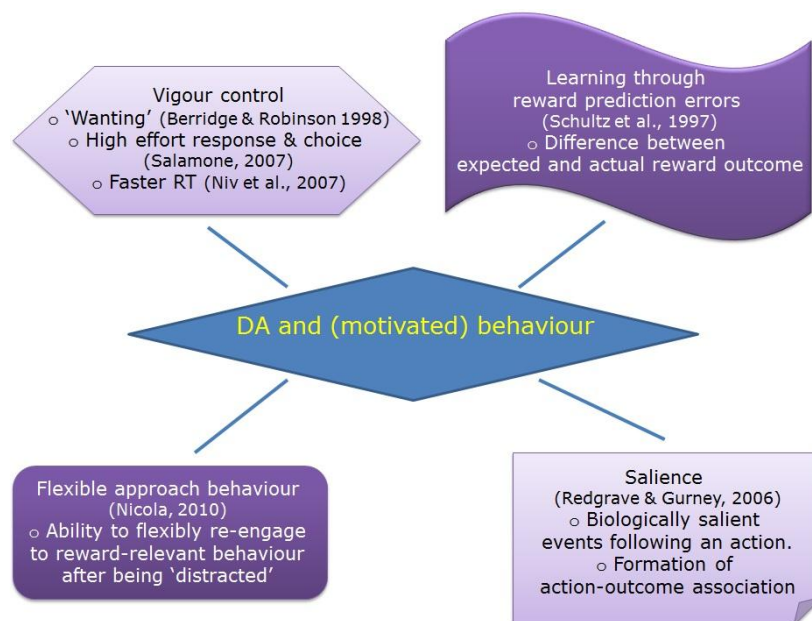 Vigour control
o 'Wanting' (Berridge & Robinson 1998)
o High effort response & choice
(Salamone, 2007)
o Faster RT (Niv et al., 2007)
Learning through
reward prediction errors
(Schultz et al., 1997)
o Difference between
expected and actual reward outcome
DA and (motivated) behaviour
Flexible approach behaviour
(Nicola, 2010)
o Ability to flexibly re-engage
to reward-relevant behaviour
after being 'distracted'
Salience
(Redgrave & Gurney, 2006)
o Biologically salient
events following an action.
o Formation of
action-outcome association